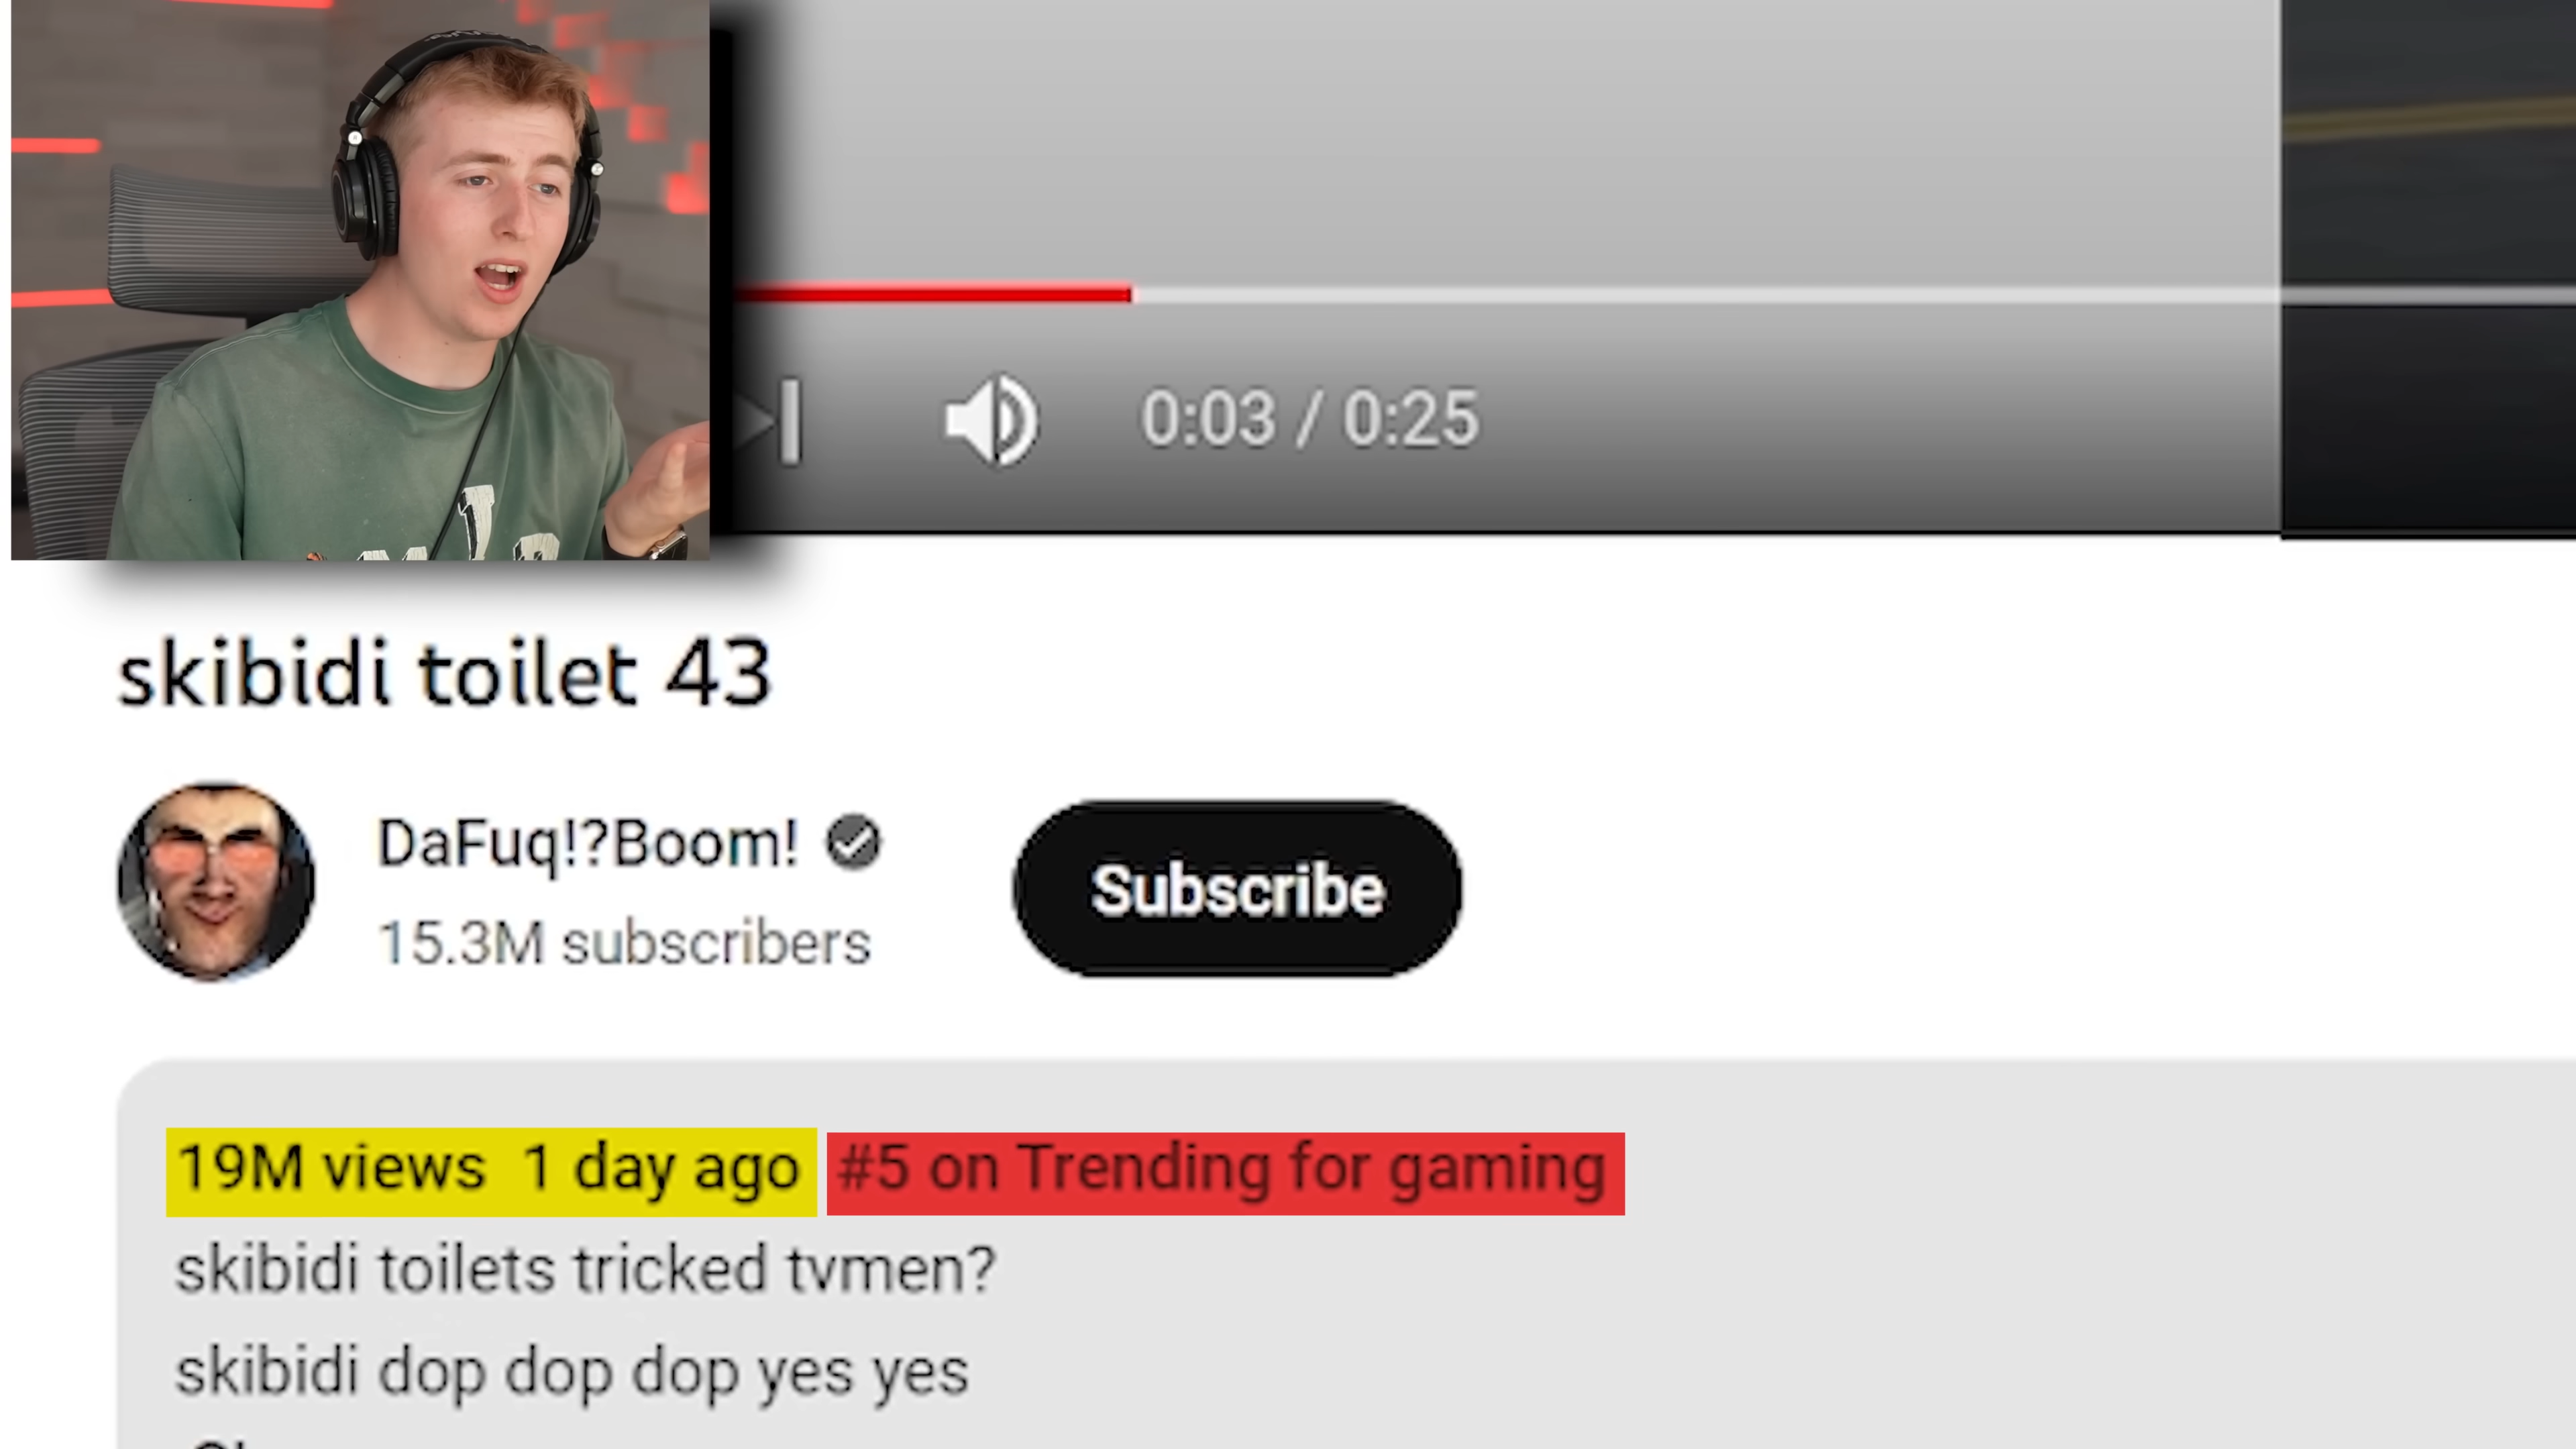 0:03 / 0:25
skibidi toilet 43
DaFuq!?Boom!
15.3M subscribers
Subscribe
19M views 1 day ago #5 on Trending for gaming
skibidi toilets tricked tvmen?
skibidi dop dop dop yes yes